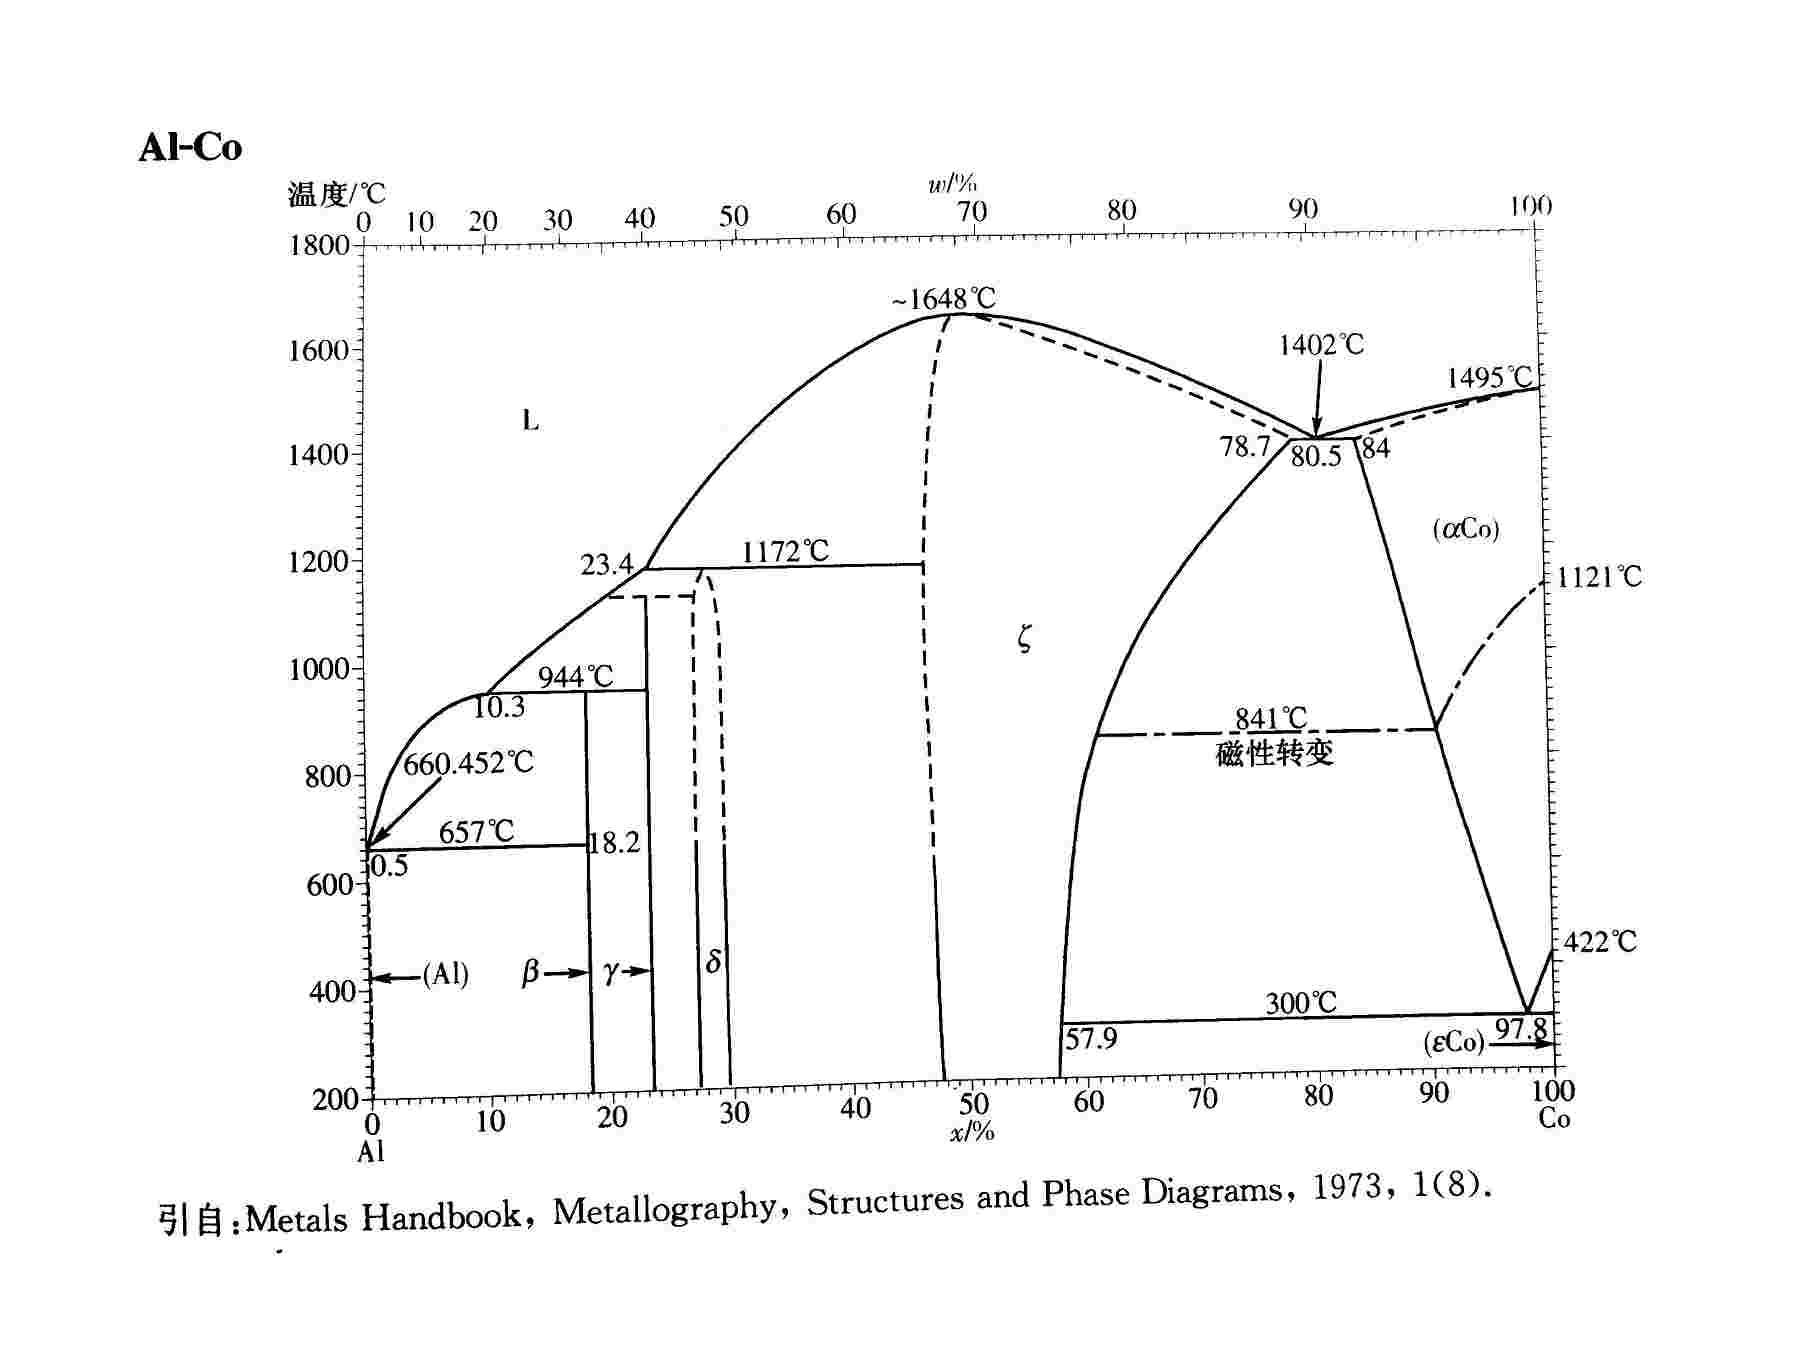 Al-Co
温度/℃
w/%
0 10 20 30 40 50 60 70 80 90 100
1800
~1648℃
1600
1402℃
1495℃
L
1400
78.7 80.5 84
(αCo)
1200
23.4
1172℃
1121℃
ζ
1000
944℃
10.3
841℃
磁性转变
660.452℃
800
657℃
18.2
0.5
600
422℃
400
(Al) β γ δ
300℃
57.9
97.8
(εCo)
200
0 10 20 30 40 50 60 70 80 90 100
Al
x/%
Co
引自:Metals Handbook, Metallography, Structures and Phase Diagrams, 1973, 1(8).